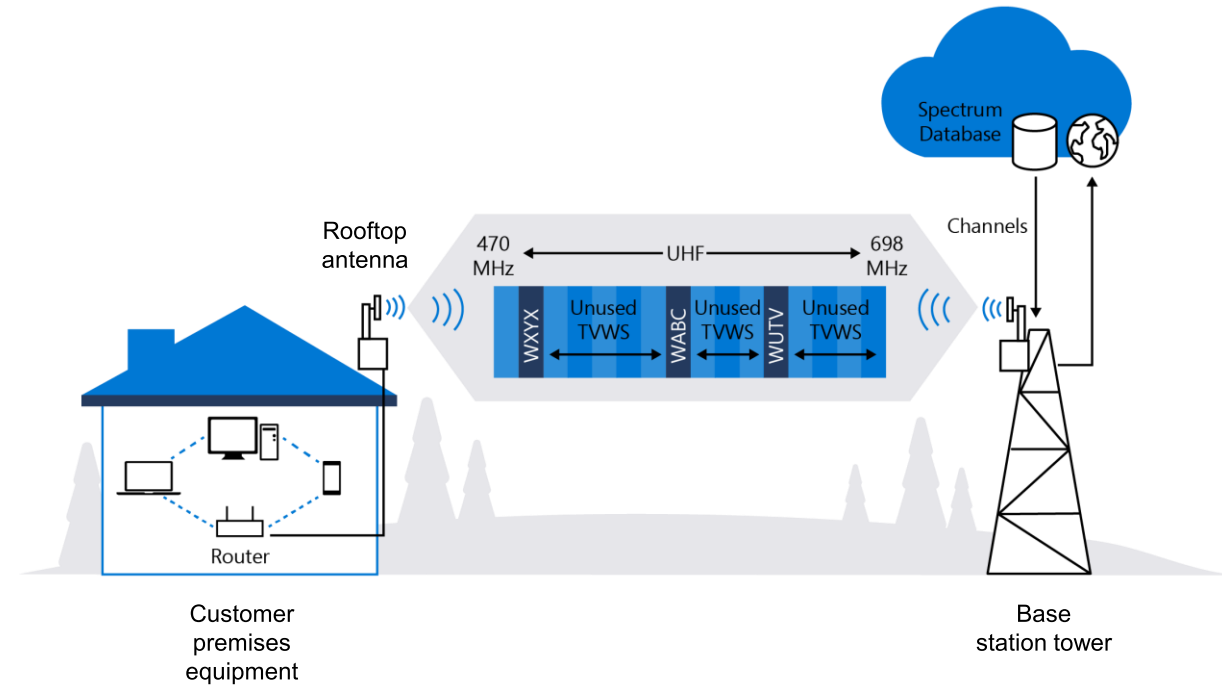 Spectrum
Database
Channels
Rooftop
antenna
470
MHz
UHF
698
MHz
WXYX
Unused
TVWS
WABC
Unused
TVWS
WUTV
Unused
TVWS
Router
Customer
premises
equipment
Base
station tower